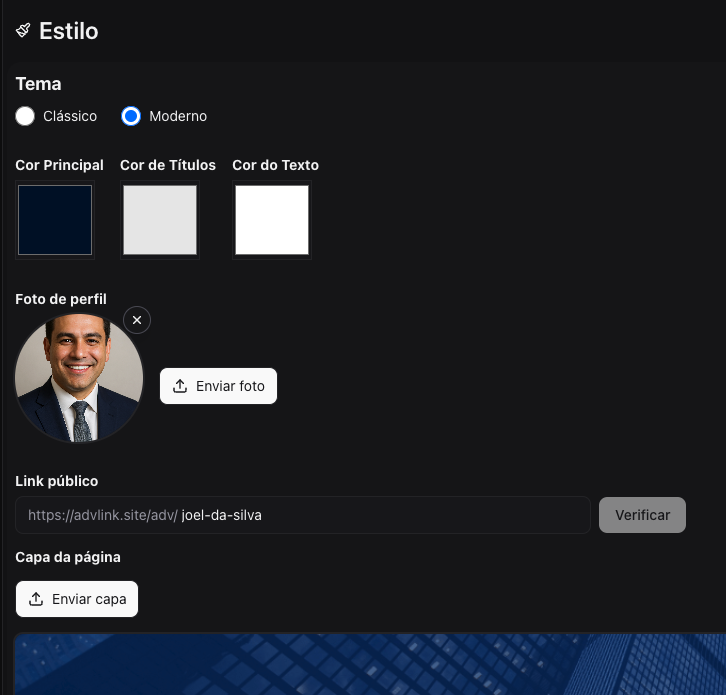 Estilo
Tema
Clássico Moderno
Cor Principal Cor de Títulos Cor do Texto
Foto de perfil
Enviar foto
Link público
https://advlink.site/adv/ joel-da-silva Verificar
Capa da página
Enviar capa